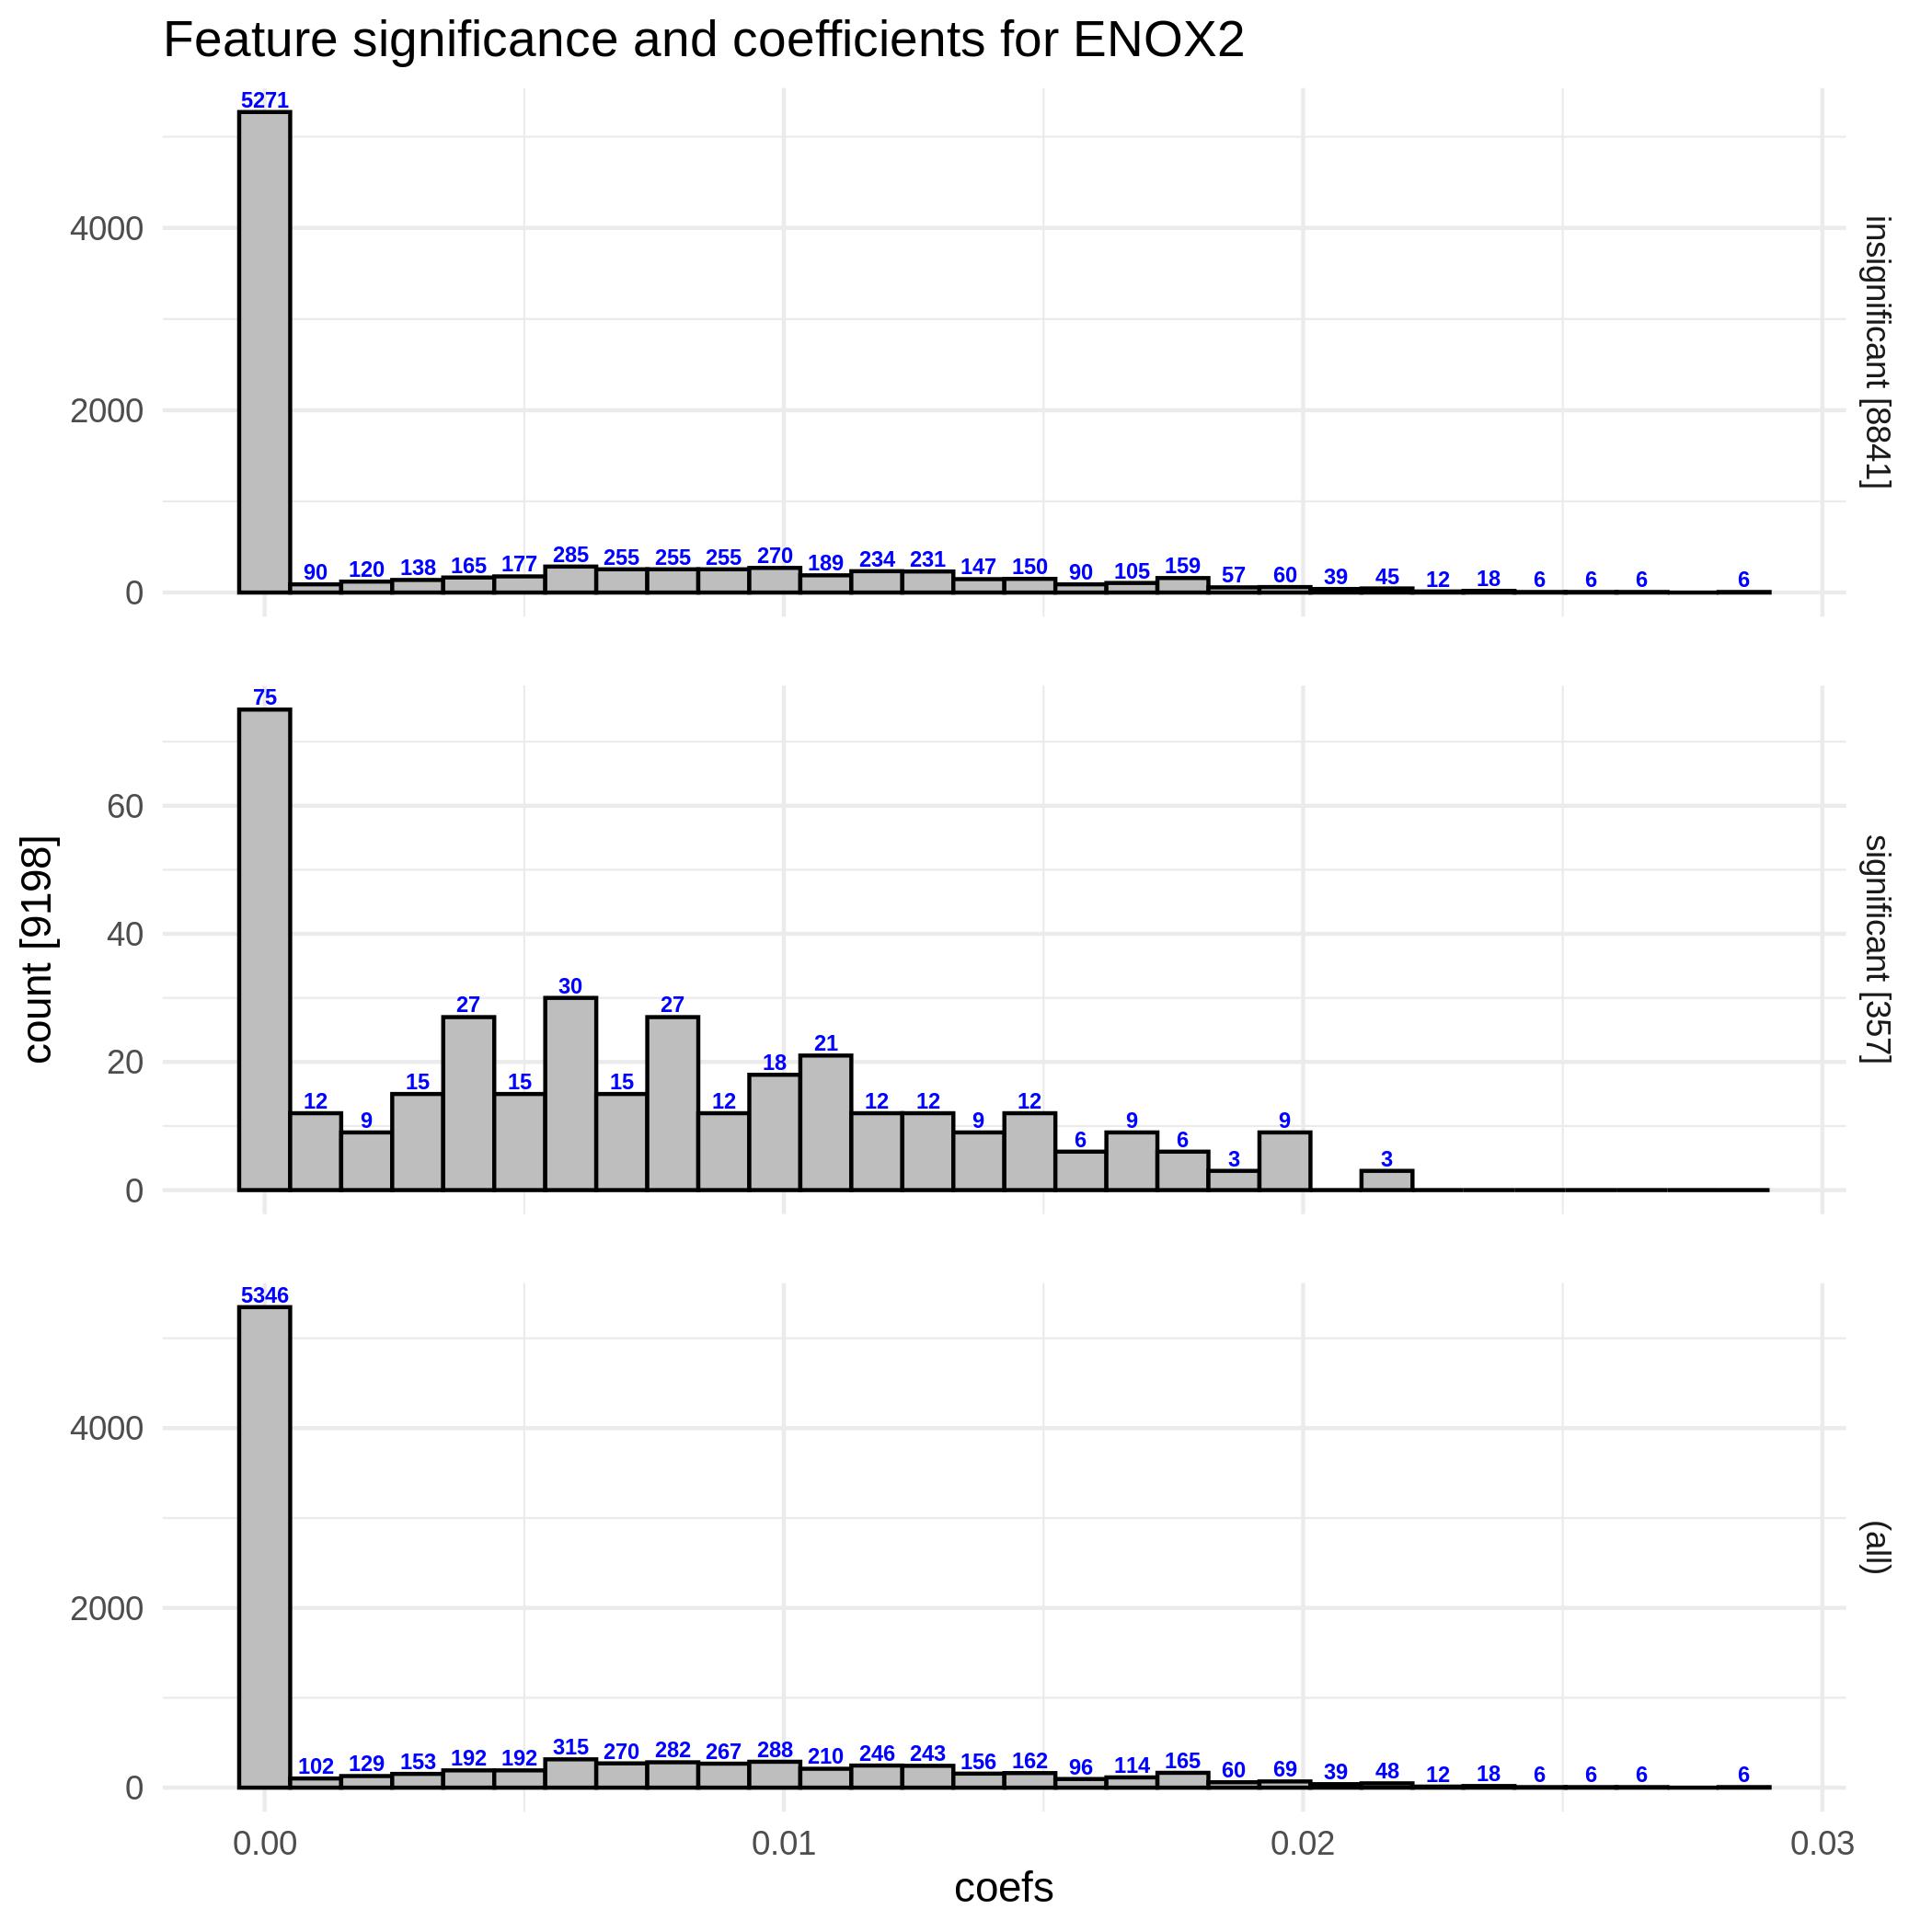 Feature significance and coefficients for ENOX2
5271
90 120 138 165 177 285 255 255 255 270 189 234 231 147 150 90 105 159 57 60 39 45 12 18 6 6 6 6
4000
2000
0
insignificant [8841]
75
12 9 15 27 15 30 15 27 12 18 21 12 12 9 12 6 9 6 3 9 3
60
40
20
0
significant [357]
count [9198]
5346
102 129 153 192 192 315 270 282 267 288 210 246 243 156 162 96 114 165 60 69 39 48 12 18 6 6 6 6
4000
2000
0
(all)
0.00 0.01 0.02 0.03
coefs